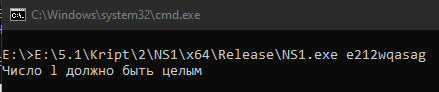 C:\Windows\system32\cmd.exe
E:\>E:\5.1\Kript\2\NS1\x64\Release\NS1.exe e212wqasag
Число l должно быть целым